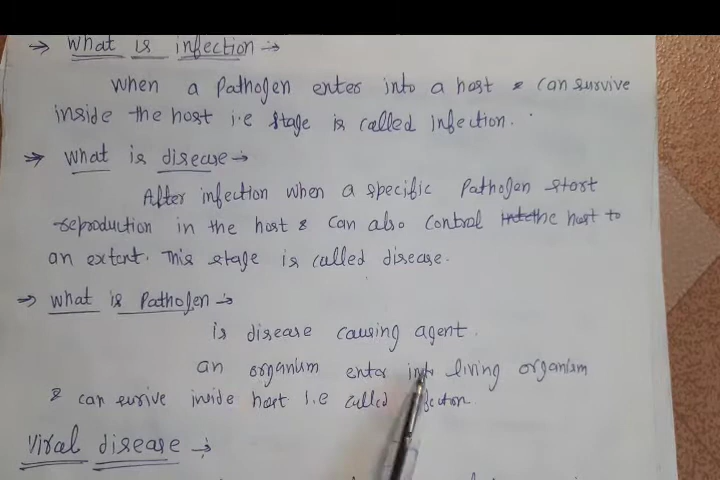 → What is infection →
When a Pathogen enter into a host & can survive
inside the host i.e stage is called infection.
→ What is disease →
After infection when a specific Pathogen start
reproduction in the host & can also control the host to
an extent. This stage is called disease.
→ What is Pathogen →
is disease causing agent.
an organism enter into living organism
& can surive inside host i.e called
Viral disease →